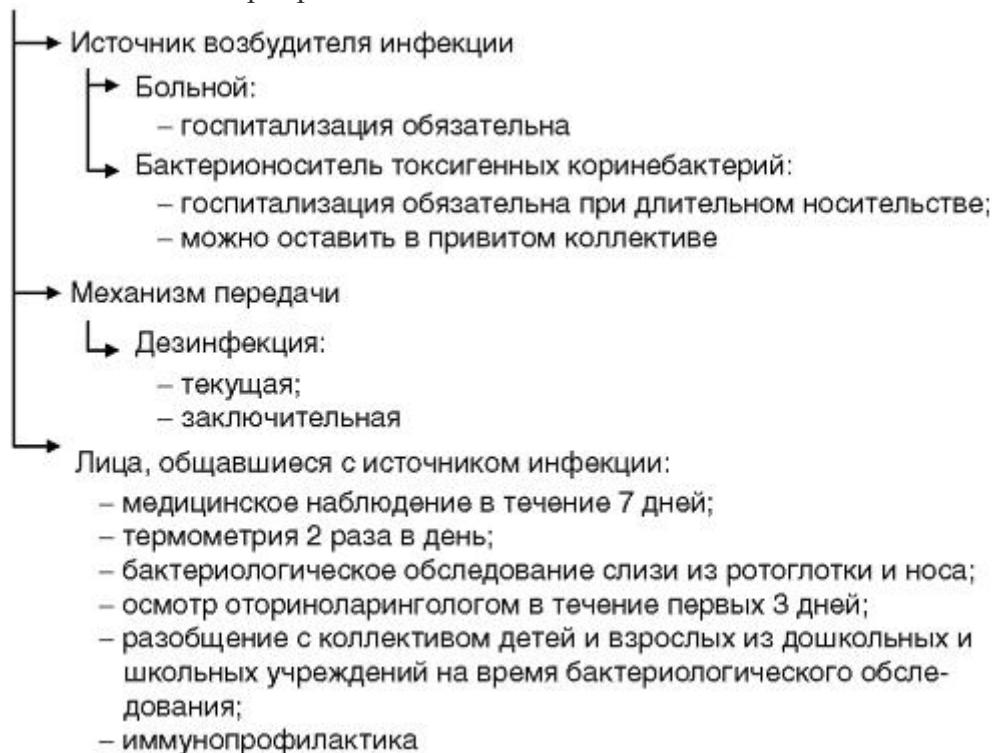 Источник возбудителя инфекции
Больной:
– госпитализация обязательна
Бактерионоситель токсигенных коринебактерий:
– госпитализация обязательна при длительном носительстве;
– можно оставить в привитом коллективе
Механизм передачи
Дезинфекция:
– текущая;
– заключительная
Лица, общавшиеся с источником инфекции:
– медицинское наблюдение в течение 7 дней;
– термометрия 2 раза в день;
– бактериологическое обследование слизи из ротоглотки и носа;
– осмотр оториноларингологом в течение первых 3 дней;
– разобщение с коллективом детей и взрослых из дошкольных и
школьных учреждений на время бактериологического обсле-
дования;
– иммунопрофилактика